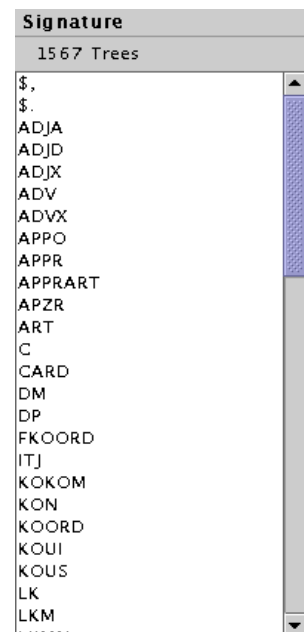 Signature
1567 Trees
$,
$.
ADJA
ADJD
ADJX
ADV
ADVX
APPO
APPR
APPRART
APZR
ART
C
CARD
DM
DP
FKOORD
ITJ
KOKOM
KON
KOORD
KOUI
KOUS
LK
LKM